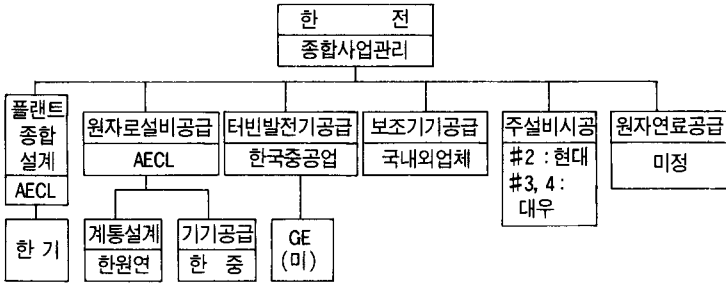 한 전
종합사업관리
플랜트
종합
설계
AECL
한 기
원자로설비공급
AECL
계통설계
한원연
기기공급
한 중
터빈발전기공급
한국중공업
GE
(미)
보조기기공급
국내외업체
주설비시공
#2 : 현대
#3, 4 :
대우
원자연료공급
미정